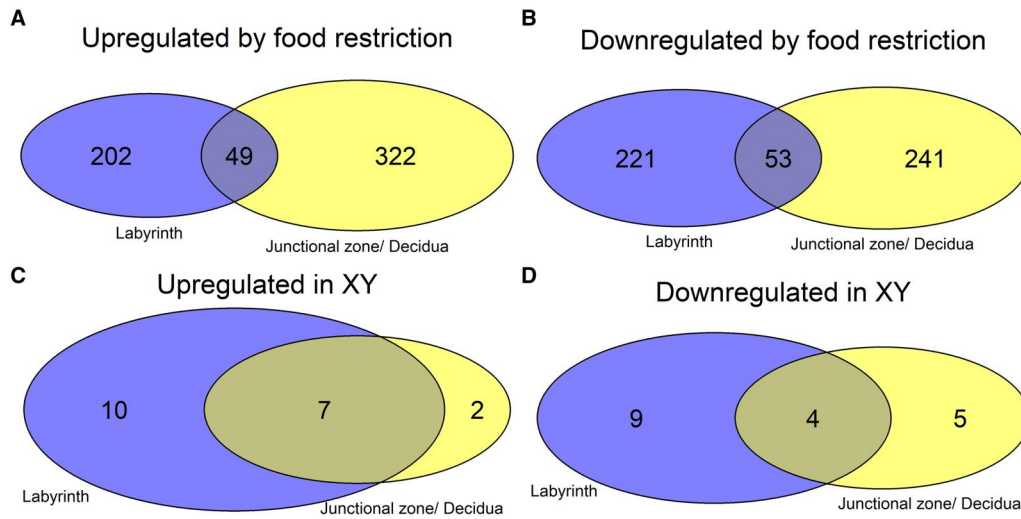 A
Upregulated by food restriction
202
49
322
Labyrinth
Junctional zone/ Decidua
B
Downregulated by food restriction
221
53
241
Labyrinth
Junctional zone/ Decidua
C
Upregulated in XY
10
7
2
Labyrinth
Junctional zone/ Decidua
D
Downregulated in XY
9
4
5
Labyrinth
Junctional zone/ Decidua